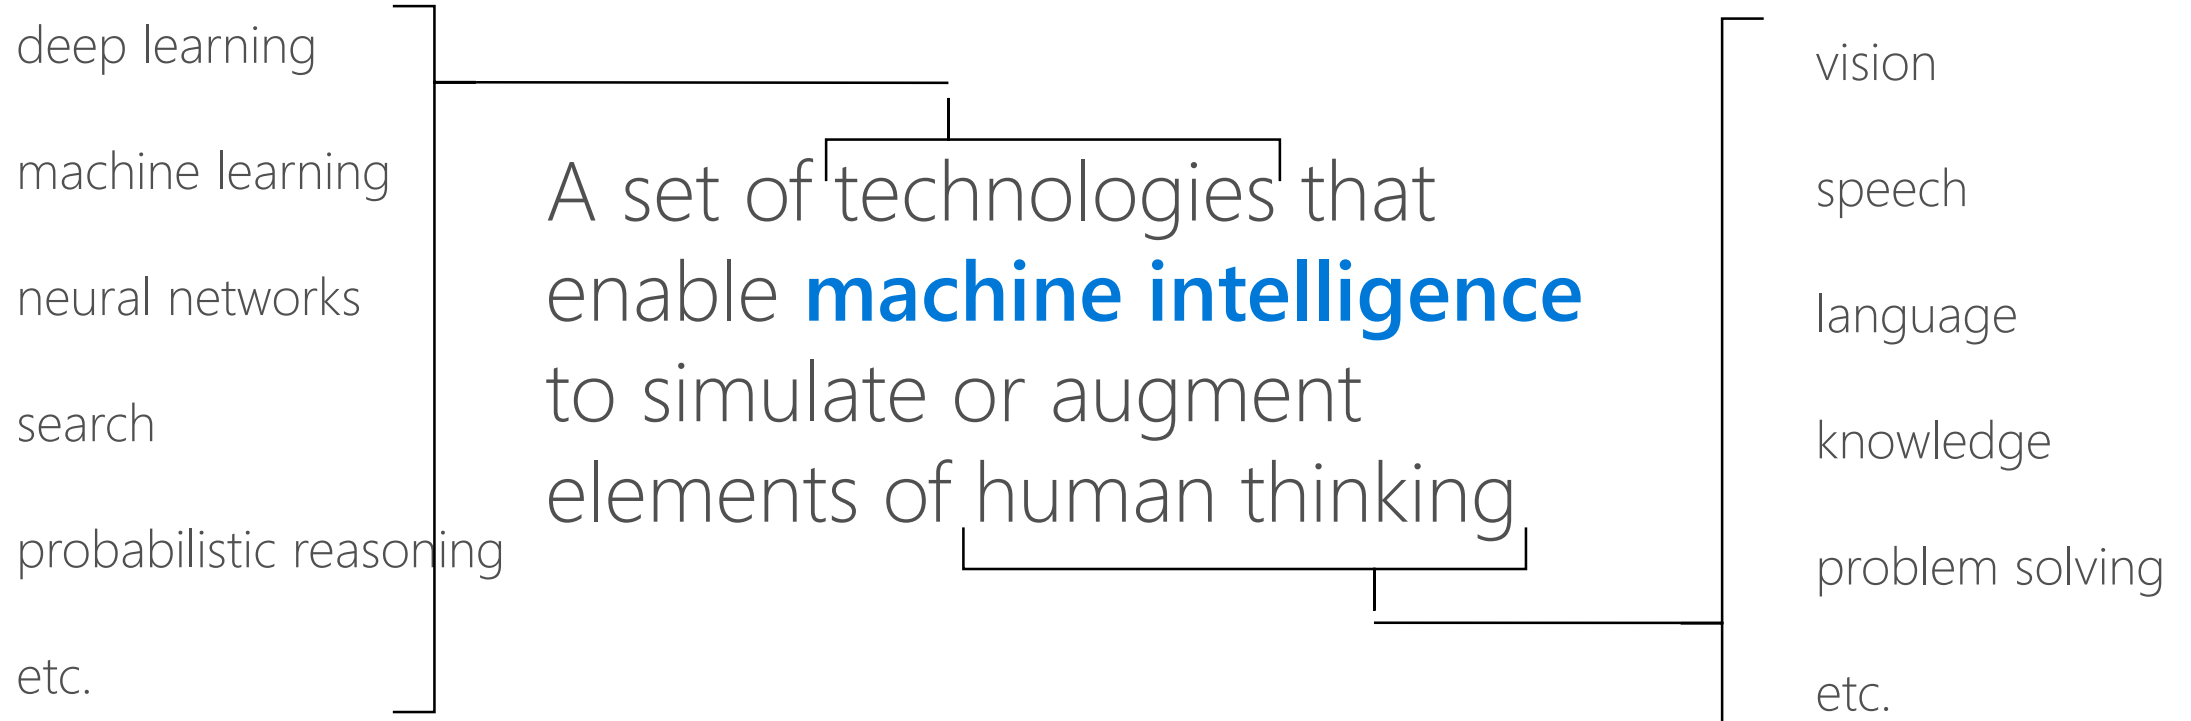 deep learning
machine learning
neural networks
search
probabilistic reasoning
etc.
A set of technologies that
enable machine intelligence
to simulate or augment
elements of human thinking
vision
speech
language
knowledge
problem solving
etc.